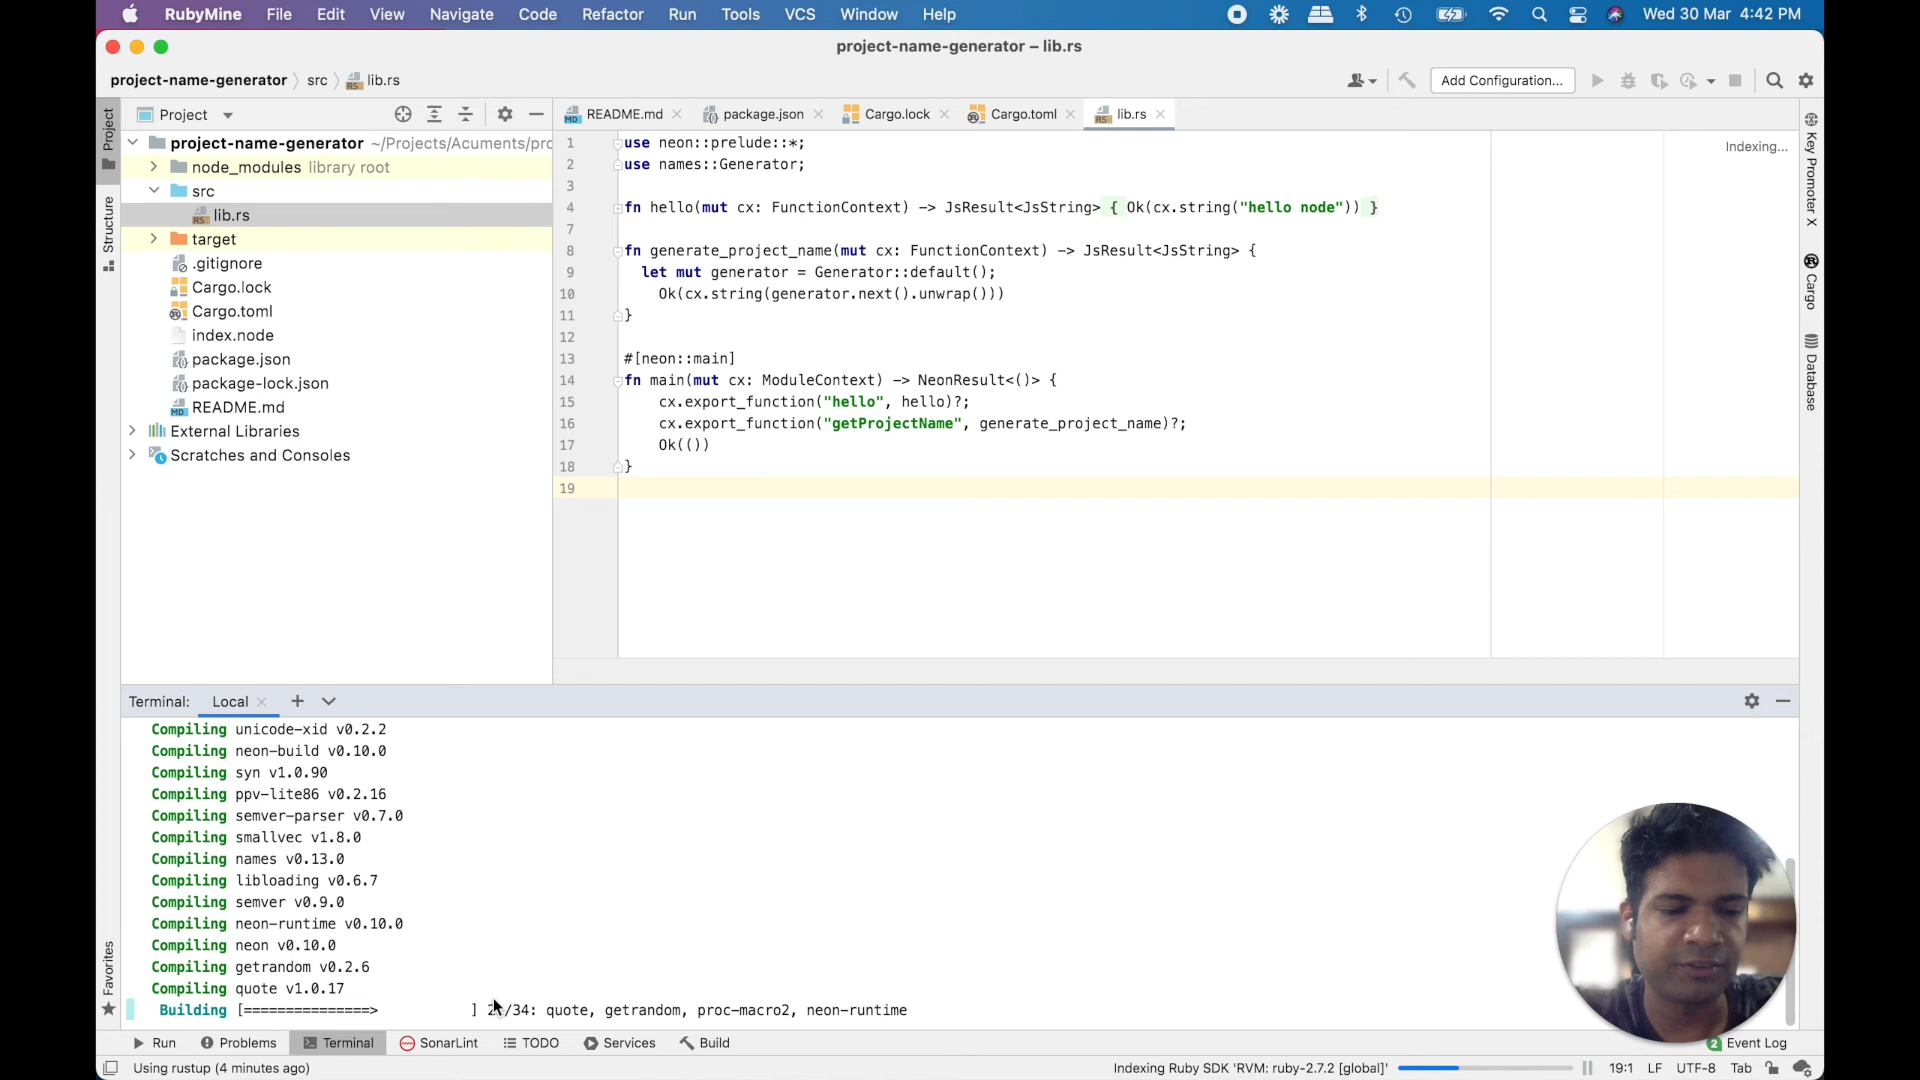 RubyMine File Edit View Navigate Code Refactor Run Tools VCS Window Help Wed 30 Mar 4:42 PM
project-name-generator – lib.rs
project-name-generator src lib.rs Add Configuration...
Project
README.md package.json Cargo.lock Cargo.toml lib.rs
project-name-generator ~/Projects/Acuments/pro
node_modules library root
src
lib.rs
target
.gitignore
Cargo.lock
Cargo.toml
index.node
package.json
package-lock.json
README.md
External Libraries
Scratches and Consoles
Project
Structure
Favorites
Indexing...
1 use neon::prelude::*;
2 use names::Generator;
3
4 fn hello(mut cx: FunctionContext) -> JsResult<JsString> { Ok(cx.string("hello node")) }
7
8 fn generate_project_name(mut cx: FunctionContext) -> JsResult<JsString> {
9 let mut generator = Generator::default();
10 Ok(cx.string(generator.next().unwrap()))
11 }
12
13 #[neon::main]
14 fn main(mut cx: ModuleContext) -> NeonResult<()> {
15 cx.export_function("hello", hello)?;
16 cx.export_function("getProjectName", generate_project_name)?;
17 Ok(())
18 }
19
Key Promoter X
Cargo
Database
Terminal: Local
Compiling unicode-xid v0.2.2
Compiling neon-build v0.10.0
Compiling syn v1.0.90
Compiling ppv-lite86 v0.2.16
Compiling semver-parser v0.7.0
Compiling smallvec v1.8.0
Compiling names v0.13.0
Compiling libloading v0.6.7
Compiling semver v0.9.0
Compiling neon-runtime v0.10.0
Compiling neon v0.10.0
Compiling getrandom v0.2.6
Compiling quote v1.0.17
Building [===============> ] /34: quote, getrandom, proc-macro2, neon-runtime
Run Problems Terminal SonarLint TODO Services Build 2 Event Log
Using rustup (4 minutes ago) Indexing Ruby SDK 'RVM: ruby-2.7.2 [global]' 19:1 LF UTF-8 Tab